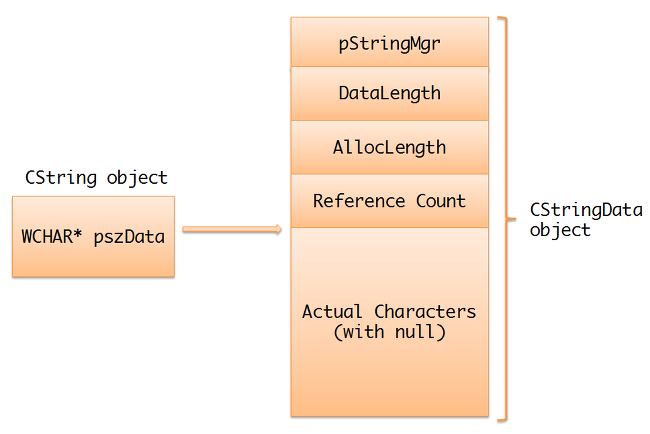 pStringMgr
DataLength
AllocLength
CString object
Reference Count
WCHAR* pszData
CStringData
object
Actual Characters
(with null)